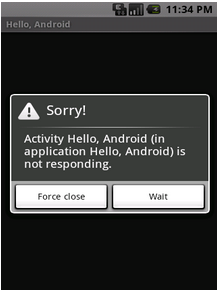 11:34 PM
Hello, Android
Sorry!
Activity Hello, Android (in
application Hello, Android) is
not responding.
Force close
Wait